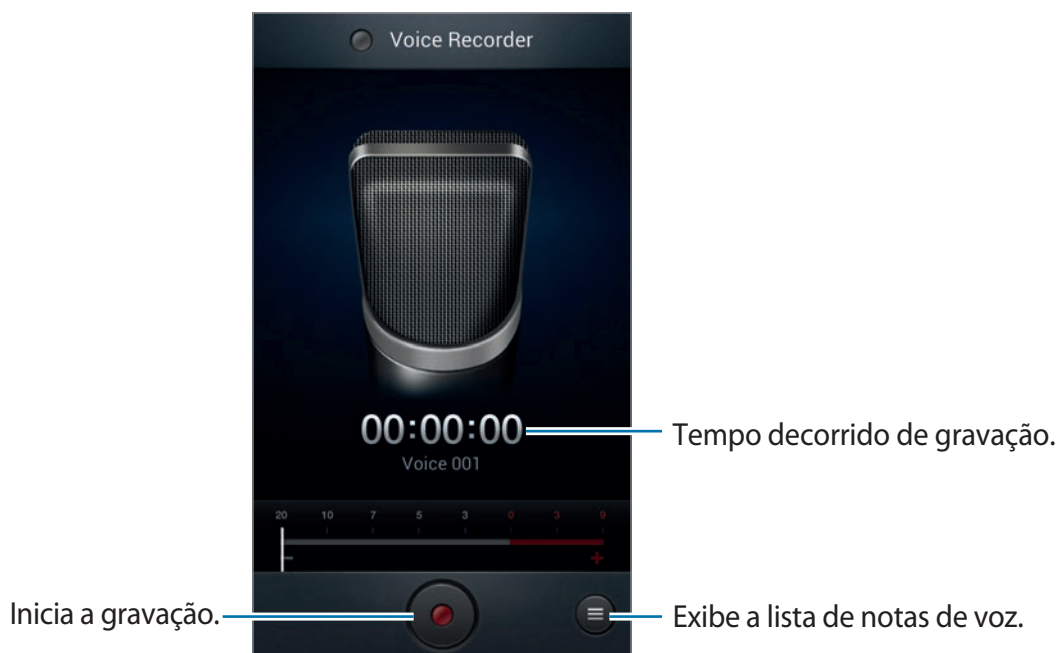 Voice Recorder
00:00:00
Tempo decorrido de gravação.
Voice 001
20 10 7 5 3 0 3 9
- +
Inicia a gravação.
Exibe a lista de notas de voz.